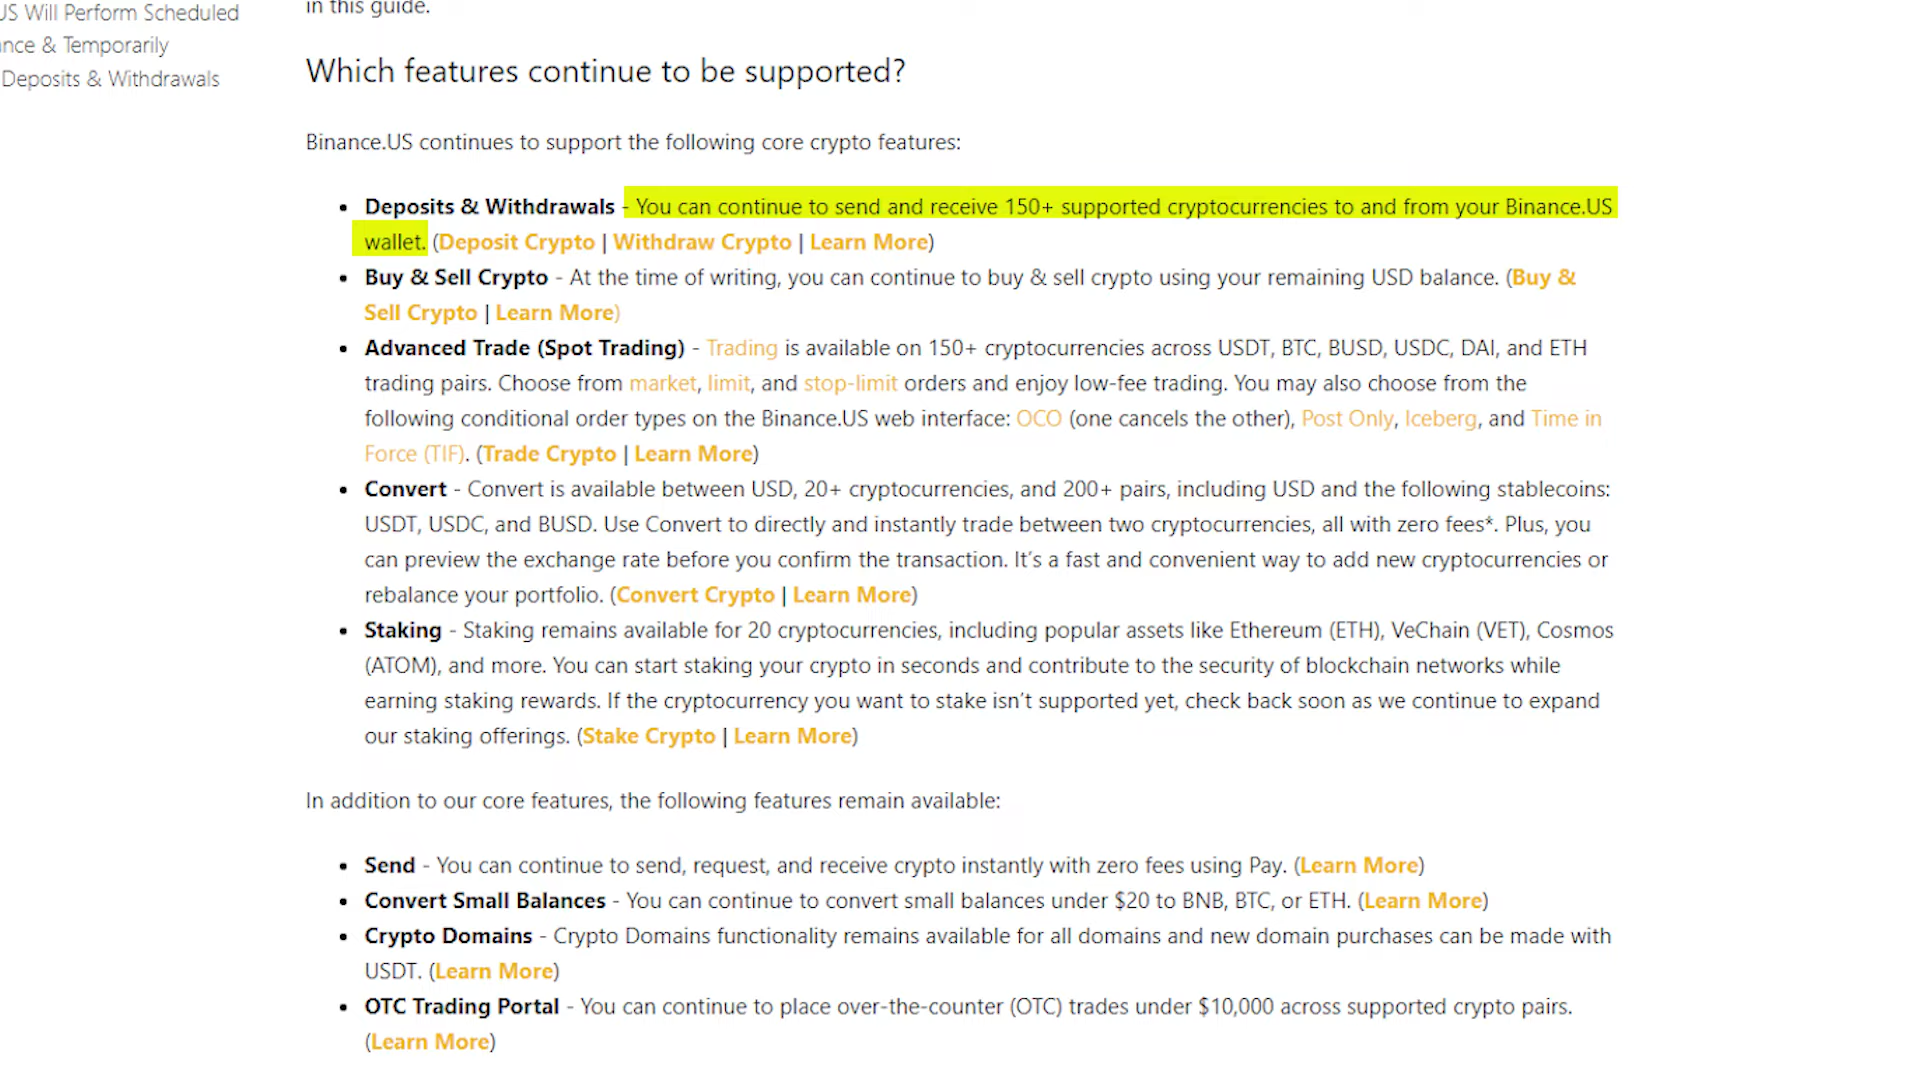 US Will Perform Scheduled
ance & Temporarily
Deposits & Withdrawals
in this guide.
Which features continue to be supported?
Binance.US continues to support the following core crypto features:
• Deposits & Withdrawals - You can continue to send and receive 150+ supported cryptocurrencies to and from your Binance.US
wallet. (Deposit Crypto | Withdraw Crypto | Learn More)
• Buy & Sell Crypto - At the time of writing, you can continue to buy & sell crypto using your remaining USD balance. (Buy &
Sell Crypto | Learn More)
• Advanced Trade (Spot Trading) - Trading is available on 150+ cryptocurrencies across USDT, BTC, BUSD, USDC, DAI, and ETH
trading pairs. Choose from market, limit, and stop-limit orders and enjoy low-fee trading. You may also choose from the
following conditional order types on the Binance.US web interface: OCO (one cancels the other), Post Only, Iceberg, and Time in
Force (TIF). (Trade Crypto | Learn More)
• Convert - Convert is available between USD, 20+ cryptocurrencies, and 200+ pairs, including USD and the following stablecoins:
USDT, USDC, and BUSD. Use Convert to directly and instantly trade between two cryptocurrencies, all with zero fees*. Plus, you
can preview the exchange rate before you confirm the transaction. It's a fast and convenient way to add new cryptocurrencies or
rebalance your portfolio. (Convert Crypto | Learn More)
• Staking - Staking remains available for 20 cryptocurrencies, including popular assets like Ethereum (ETH), VeChain (VET), Cosmos
(ATOM), and more. You can start staking your crypto in seconds and contribute to the security of blockchain networks while
earning staking rewards. If the cryptocurrency you want to stake isn't supported yet, check back soon as we continue to expand
our staking offerings. (Stake Crypto | Learn More)
In addition to our core features, the following features remain available:
• Send - You can continue to send, request, and receive crypto instantly with zero fees using Pay. (Learn More)
• Convert Small Balances - You can continue to convert small balances under $20 to BNB, BTC, or ETH. (Learn More)
• Crypto Domains - Crypto Domains functionality remains available for all domains and new domain purchases can be made with
USDT. (Learn More)
• OTC Trading Portal - You can continue to place over-the-counter (OTC) trades under $10,000 across supported crypto pairs.
(Learn More)